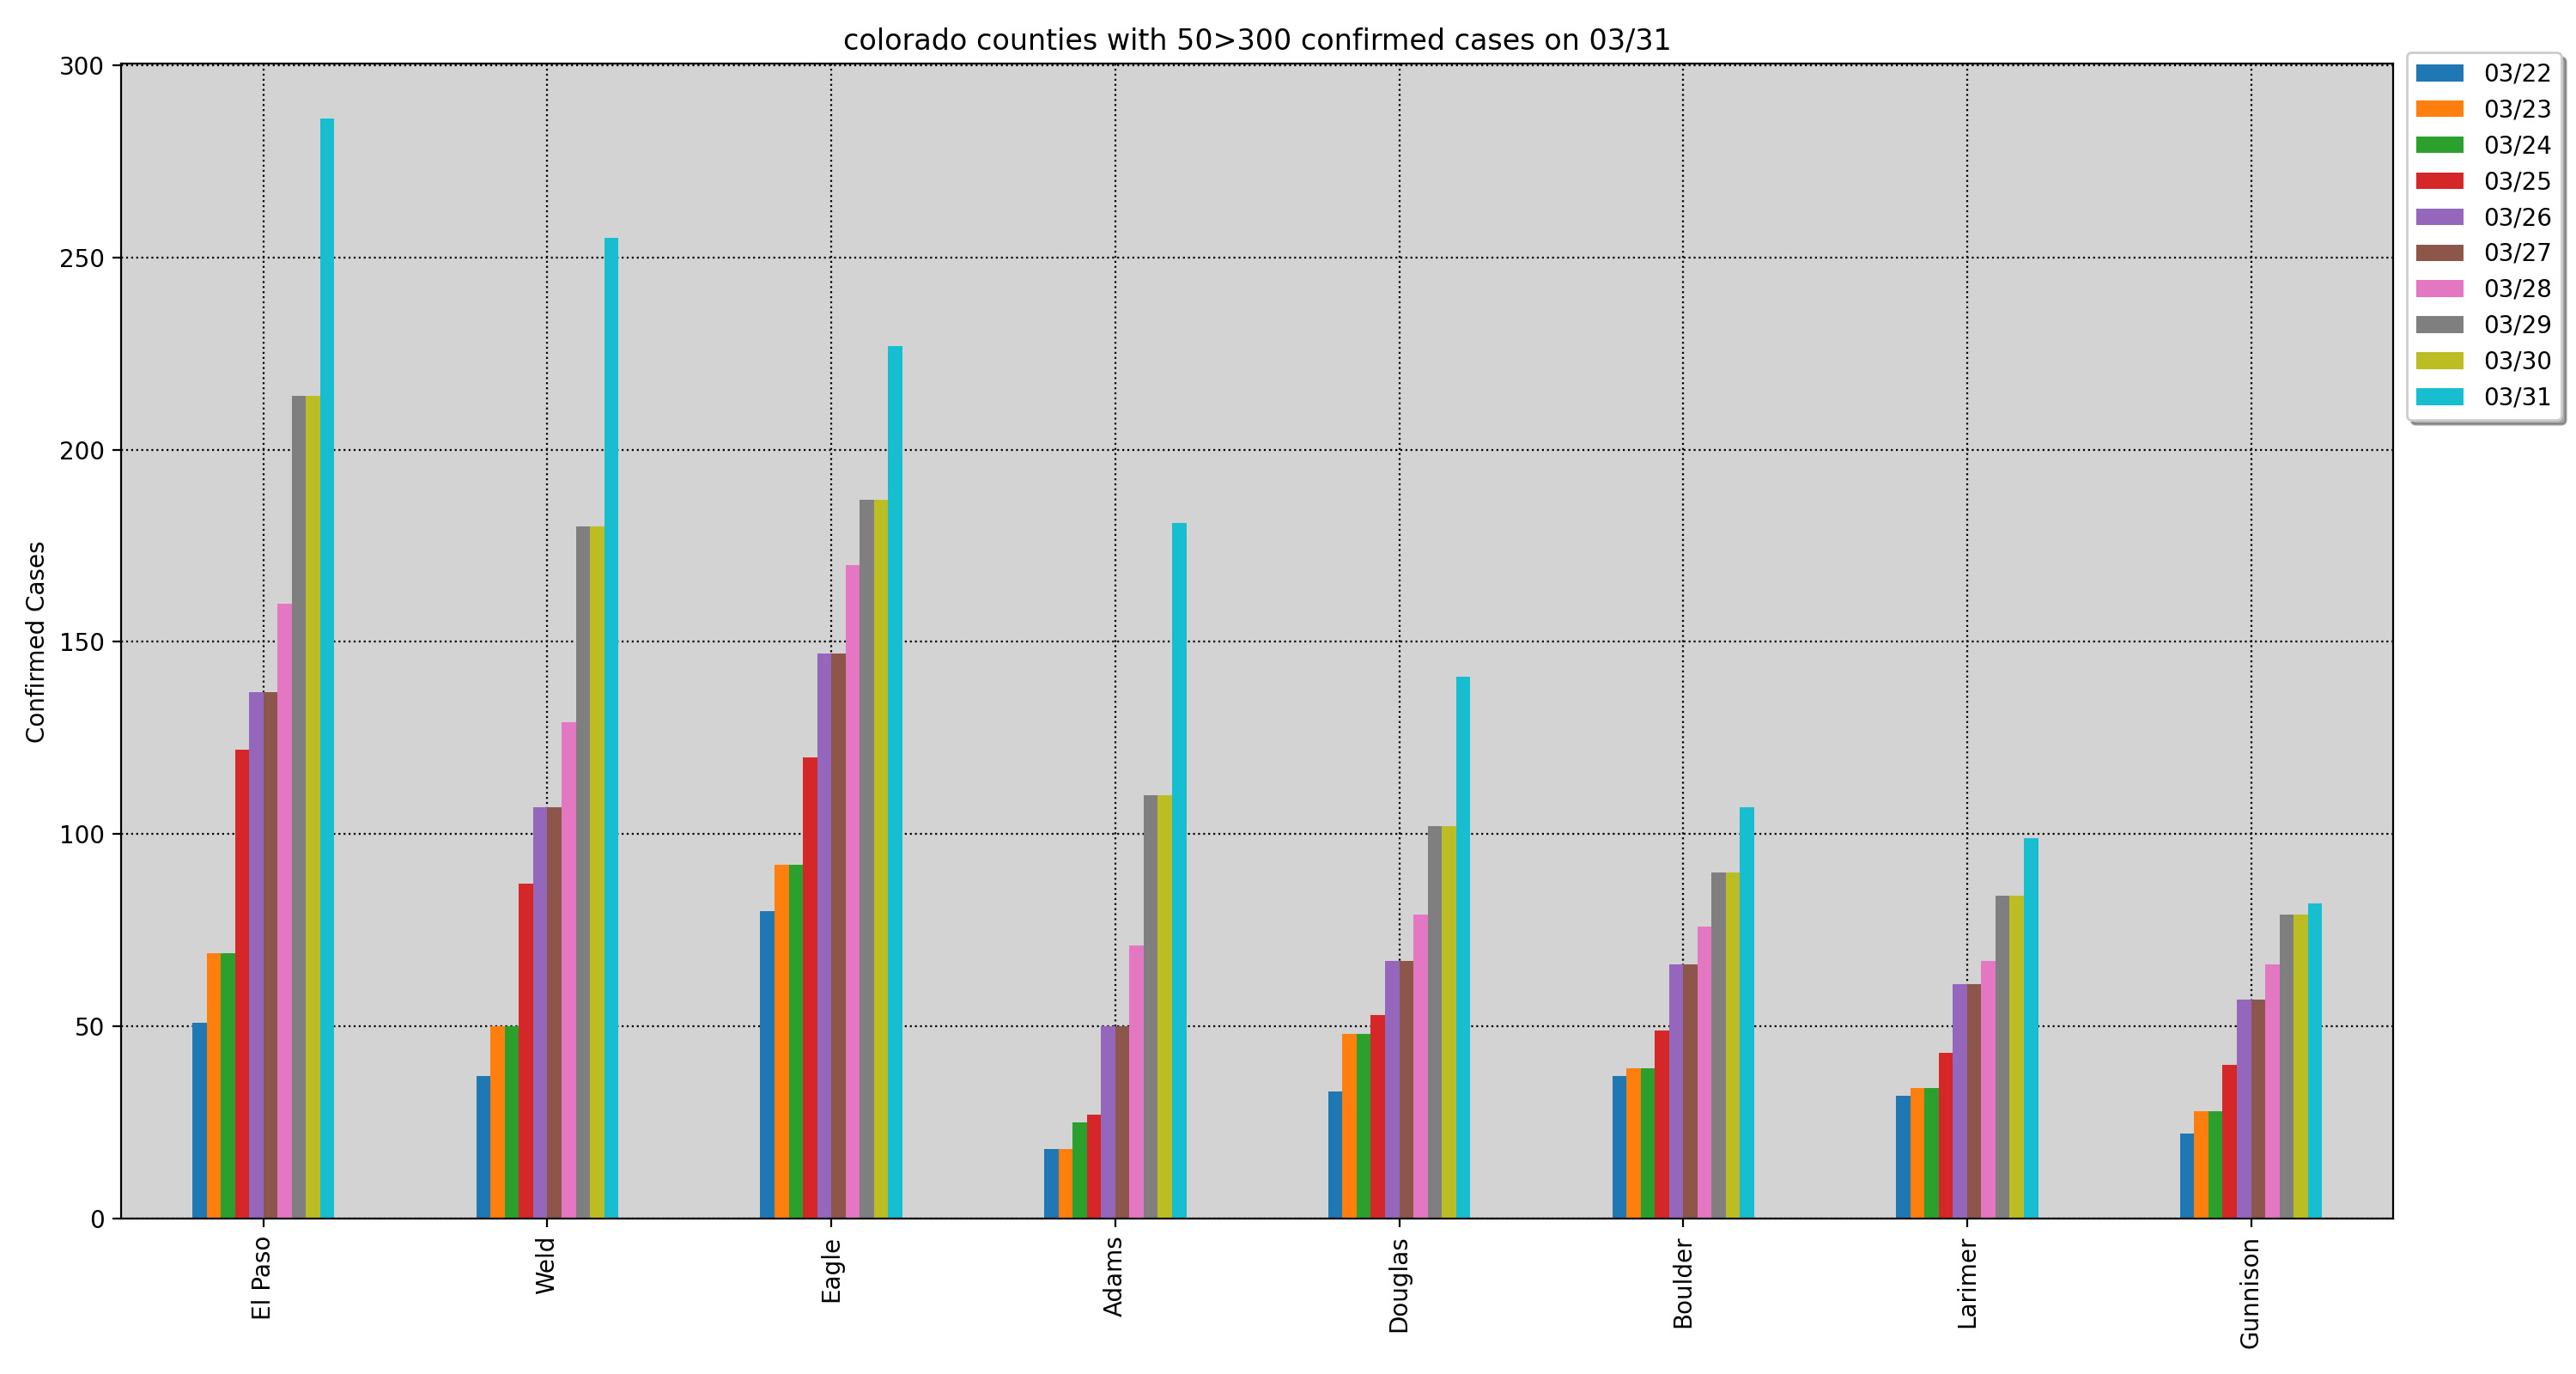 colorado counties with 50>300 confirmed cases on 03/31
300
250
200
150
100
50
0
Confirmed Cases
El Paso
Weld
Eagle
Adams
Douglas
Boulder
Larimer
Gunnison
03/22
03/23
03/24
03/25
03/26
03/27
03/28
03/29
03/30
03/31